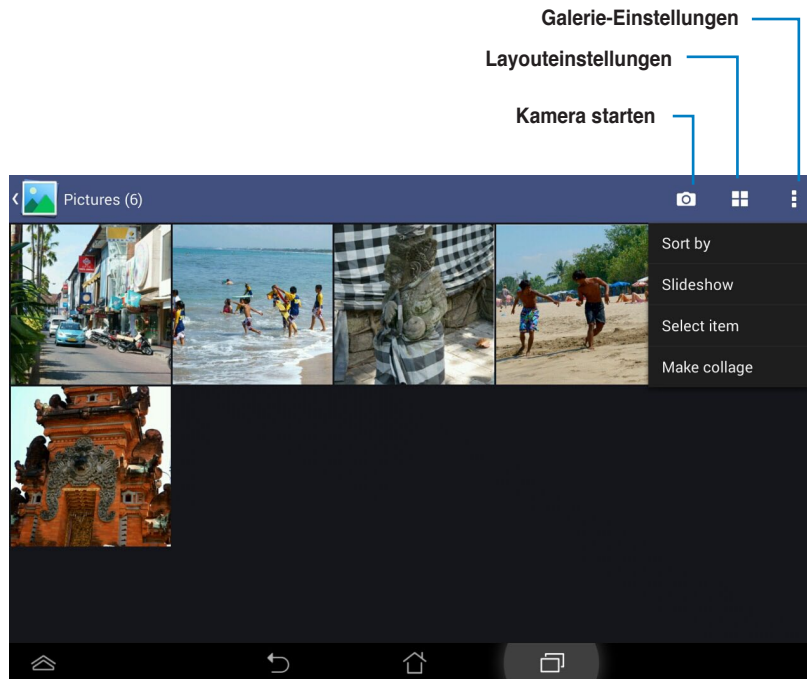 Galerie-Einstellungen
Layouteinstellungen
Kamera starten
Pictures (6)
Sort by
Slideshow
Select item
Make collage